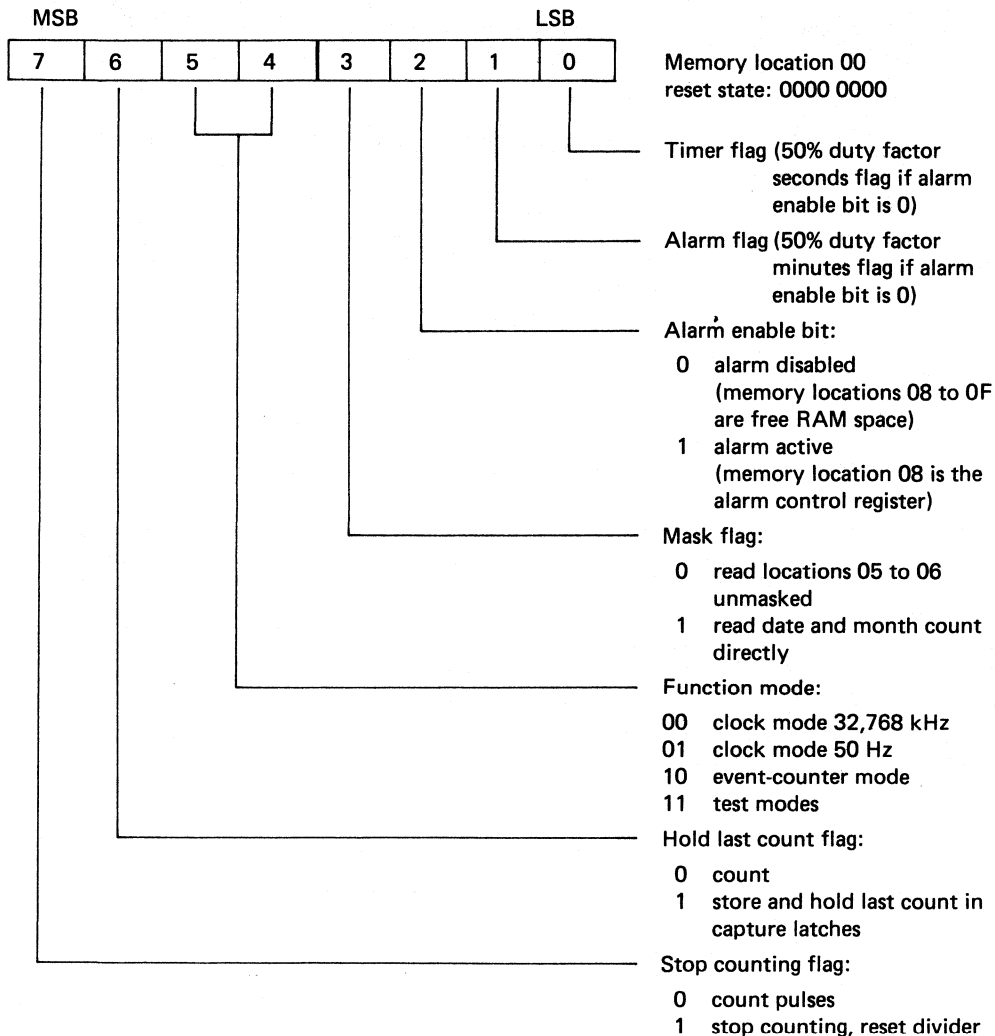 MSB LSB
7 6 5 4 3 2 1 0
Memory location 00
reset state: 0000 0000
Timer flag (50% duty factor
seconds flag if alarm
enable bit is 0)
Alarm flag (50% duty factor
minutes flag if alarm
enable bit is 0)
Alarm enable bit:
0 alarm disabled
(memory locations 08 to 0F
are free RAM space)
1 alarm active
(memory location 08 is the
alarm control register)
Mask flag:
0 read locations 05 to 06
unmasked
1 read date and month count
directly
Function mode:
00 clock mode 32,768 kHz
01 clock mode 50 Hz
10 event-counter mode
11 test modes
Hold last count flag:
0 count
1 store and hold last count in
capture latches
Stop counting flag:
0 count pulses
1 stop counting, reset divider